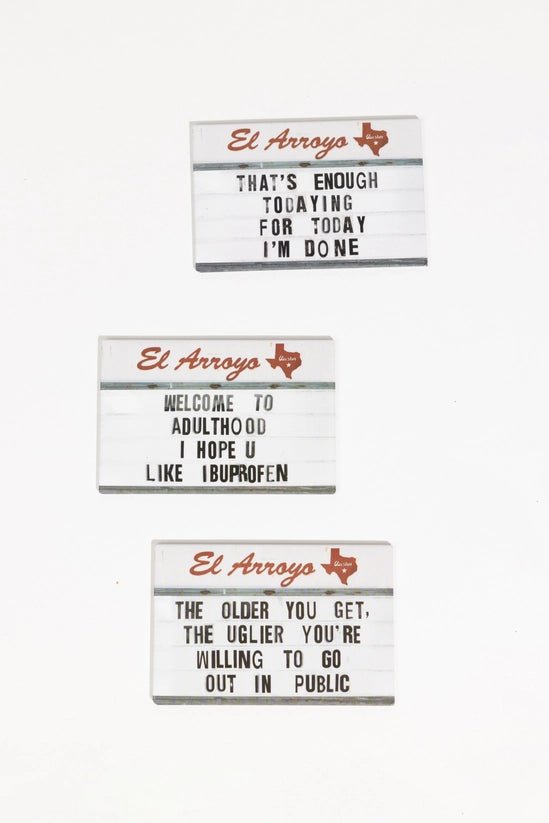 El Arroyo
THAT'S ENOUGH
TODAYING
FOR TODAY
I'M DONE
El Arroyo
WELCOME TO
ADULTHOOD
I HOPE U
LIKE IBUPROFEN
El Arroyo
THE OLDER YOU GET,
THE UGLIER YOU'RE
WILLING TO GO
OUT IN PUBLIC